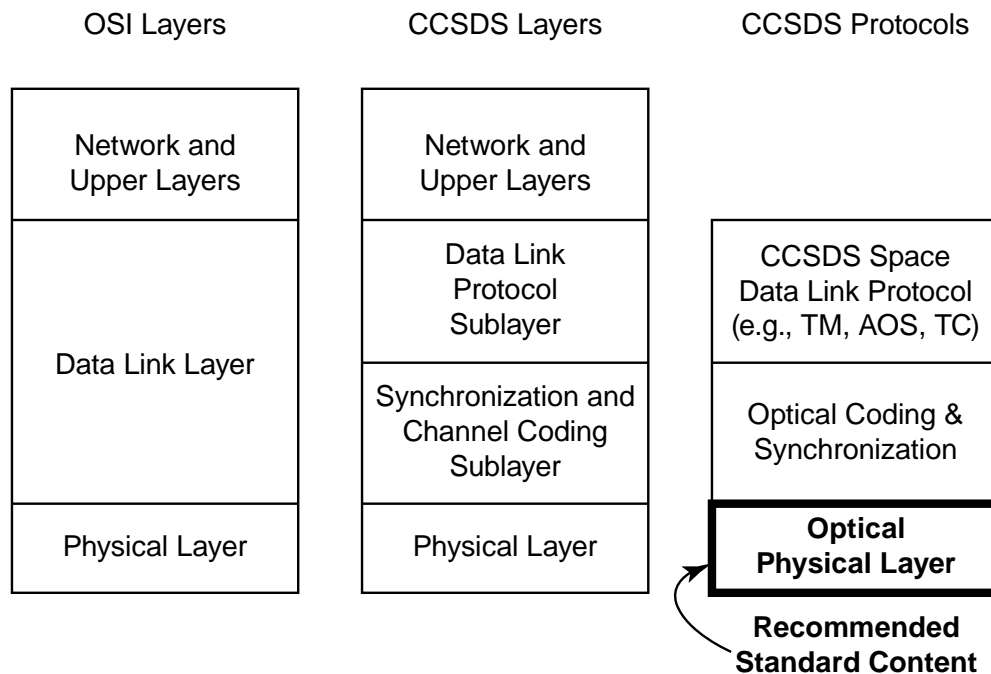 OSI Layers
CCSDS Layers
CCSDS Protocols
Network and
Upper Layers
Data Link Layer
Physical Layer
Network and
Upper Layers
Data Link
Protocol
Sublayer
Synchronization and
Channel Coding
Sublayer
Physical Layer
CCSDS Space
Data Link Protocol
(e.g., TM, AOS, TC)
Optical Coding &
Synchronization
Optical
Physical Layer
Recommended
Standard Content